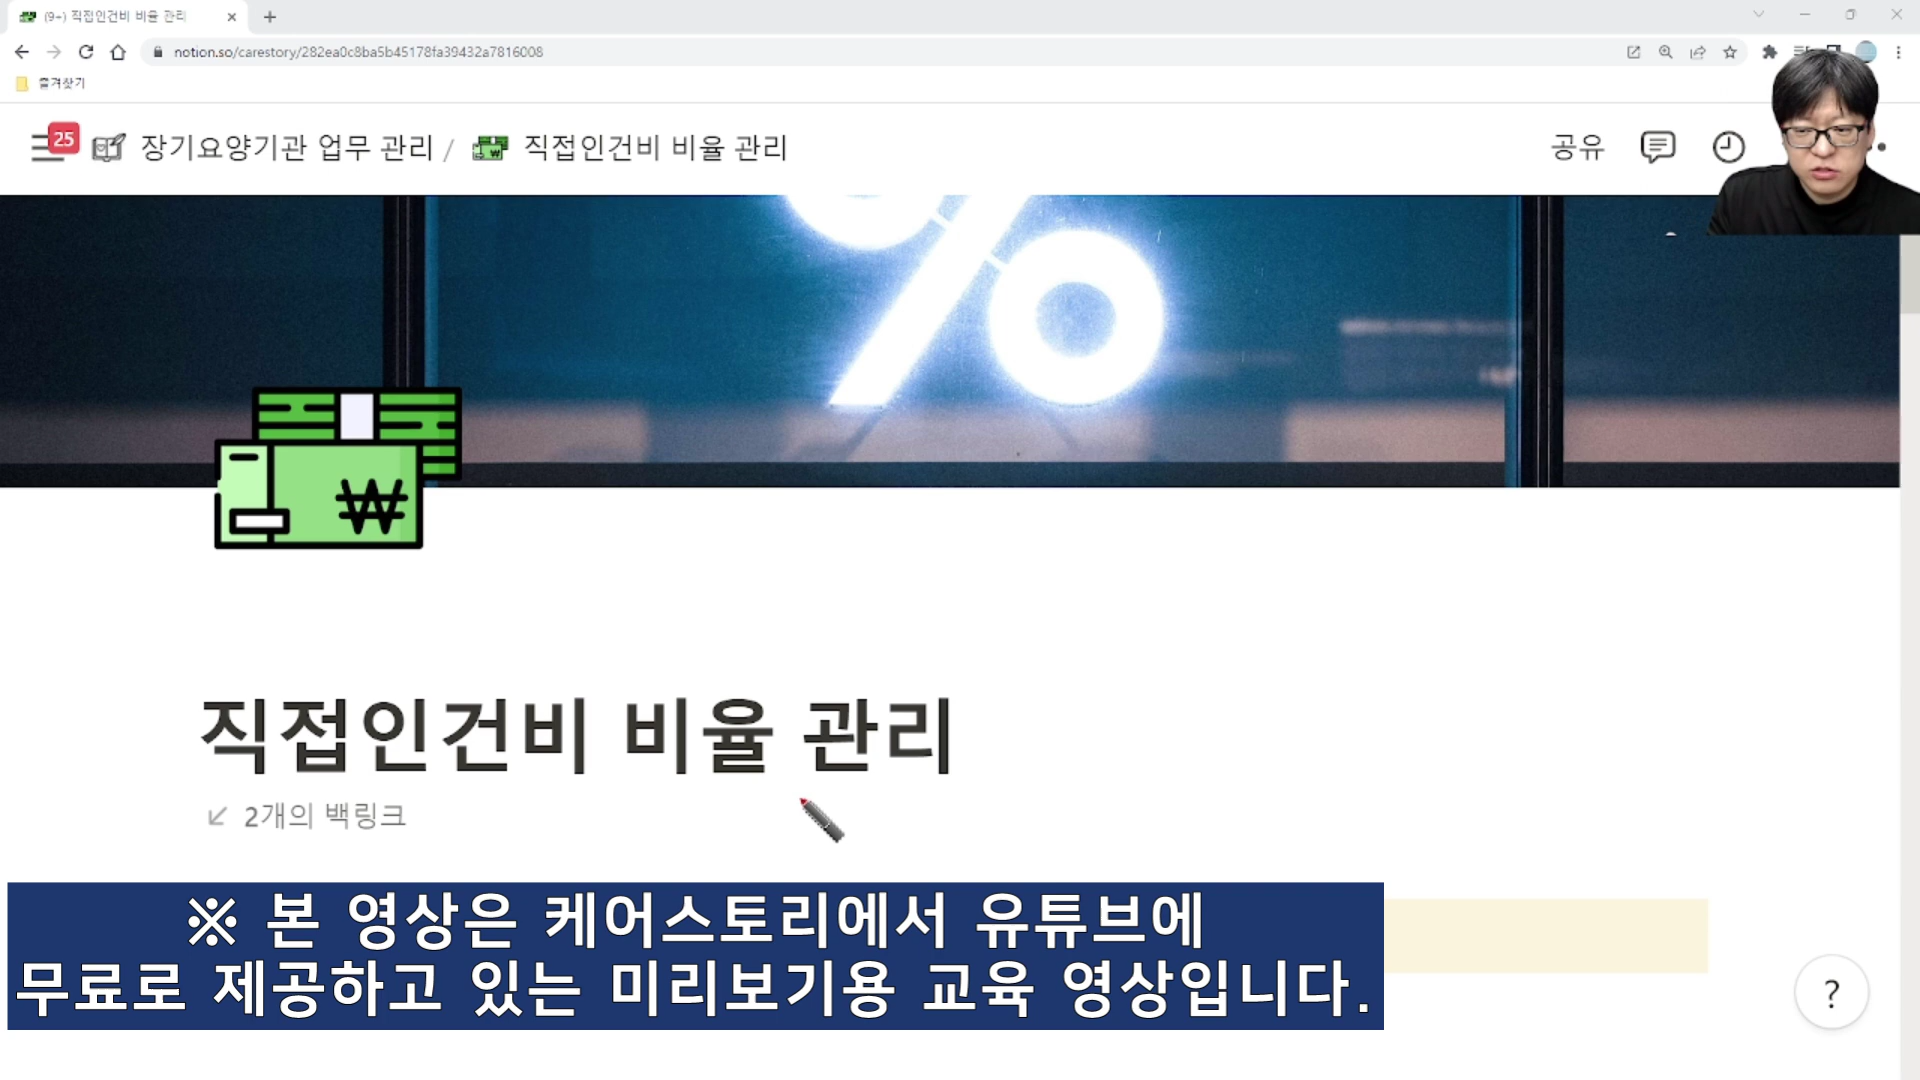 (9+) 직접인건비 비율 관리
notion.so/carestory/282ea0c8ba5b45178fa39432a7816008
즐겨찾기
25 장기요양기관 업무 관리 / 직접인건비 비율 관리 공유
%
₩
직접인건비 비율 관리
2개의 백링크
※ 본 영상은 케어스토리에서 유튜브에
무료로 제공하고 있는 미리보기용 교육 영상입니다.
?